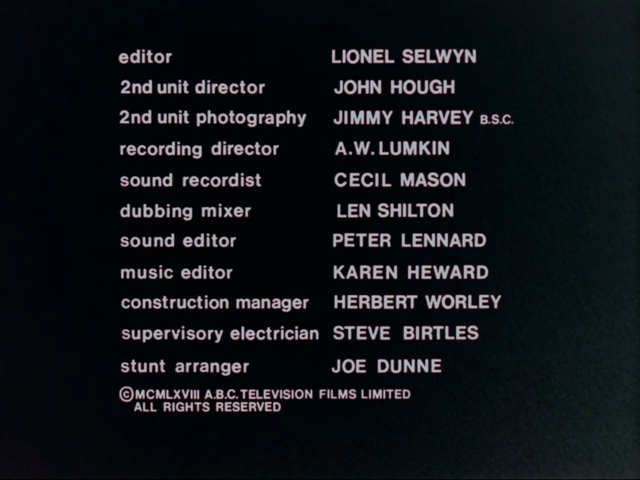 editor LIONEL SELWYN
2nd unit director JOHN HOUGH
2nd unit photography JIMMY HARVEY B.S.C.
recording director A.W. LUMKIN
sound recordist CECIL MASON
dubbing mixer LEN SHILTON
sound editor PETER LENNARD
music editor KAREN HEWARD
construction manager HERBERT WORLEY
supervisory electrician STEVE BIRTLES
stunt arranger JOE DUNNE
©MCMLXVIII A.B.C. TELEVISION FILMS LIMITED
ALL RIGHTS RESERVED